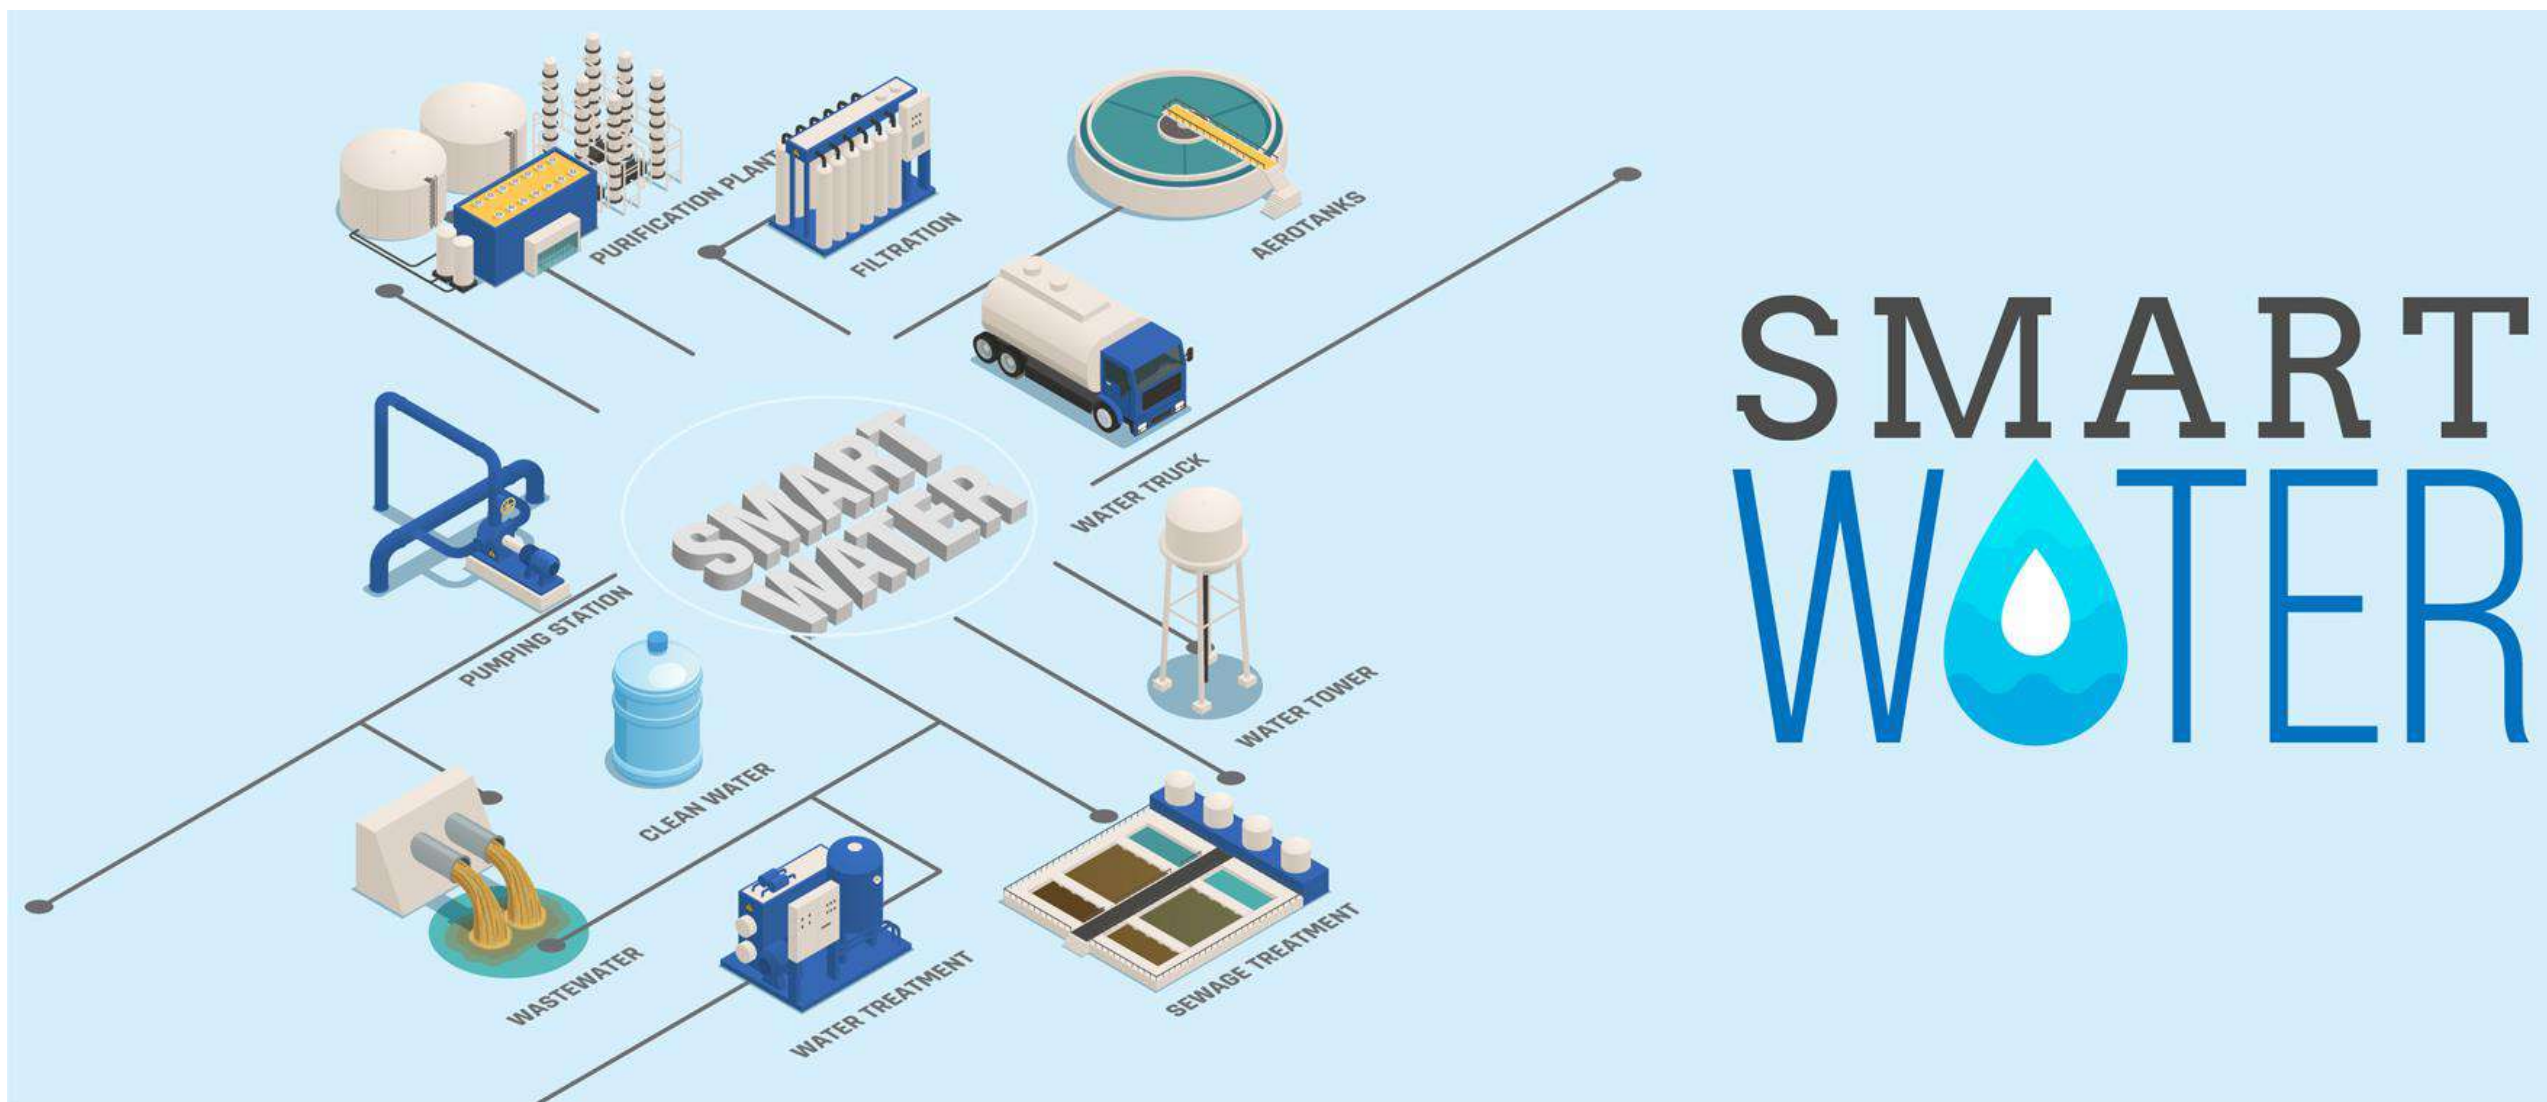 PURIFICATION PLANT
FILTRATION
AEROTANKS
WATER TRUCK
SMART
WATER
PUMPING STATION
WATER TOWER
CLEAN WATER
WASTEWATER
WATER TREATMENT
SEWAGE TREATMENT
SMART
WATER